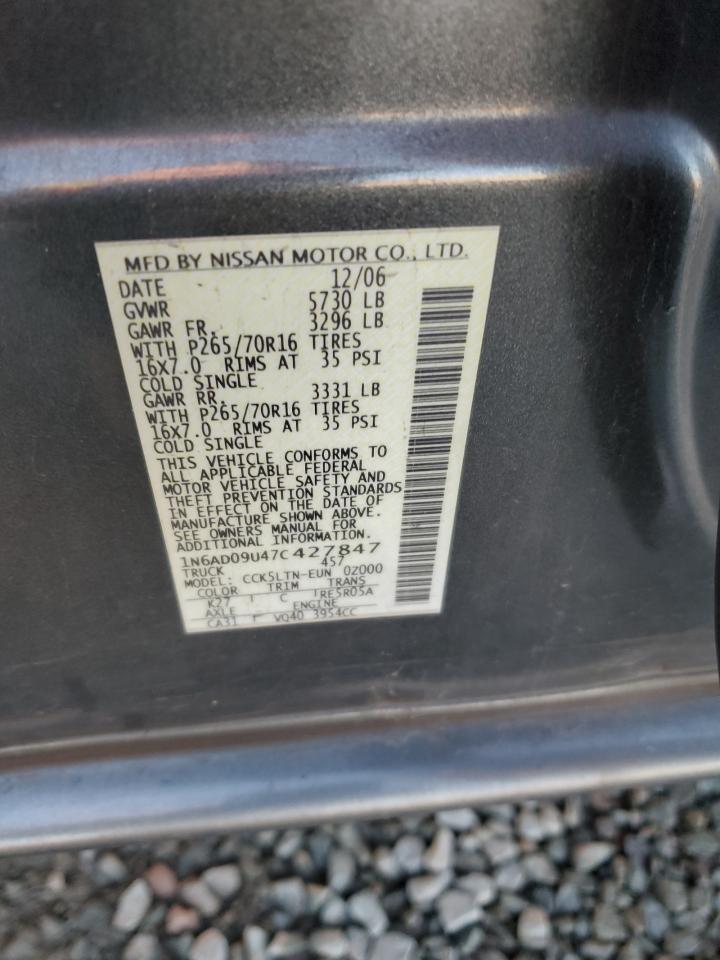 MFD BY NISSAN MOTOR CO., LTD.
DATE 12/06
GVWR 5730 LB
GAWR FR. 3296 LB
WITH P265/70R16 TIRES
16X7.0 RIMS AT 35 PSI
COLD SINGLE
GAWR RR. 3331 LB
WITH P265/70R16 TIRES
16X7.0 RIMS AT 35 PSI
COLD SINGLE
THIS VEHICLE CONFORMS TO
ALL APPLICABLE FEDERAL
MOTOR VEHICLE SAFETY AND
THEFT PREVENTION STANDARDS
IN EFFECT ON THE DATE OF
MANUFACTURE SHOWN ABOVE.
SEE OWNERS MANUAL FOR
ADDITIONAL INFORMATION.
1N6AD09U47C427847
TRUCK 457
MODEL: CCK5LTN-EUN 0Z000
COLOR TRIM TRANS
K27 C RE5R05A
AXLE ENGINE
CA31 VQ40 3954CC